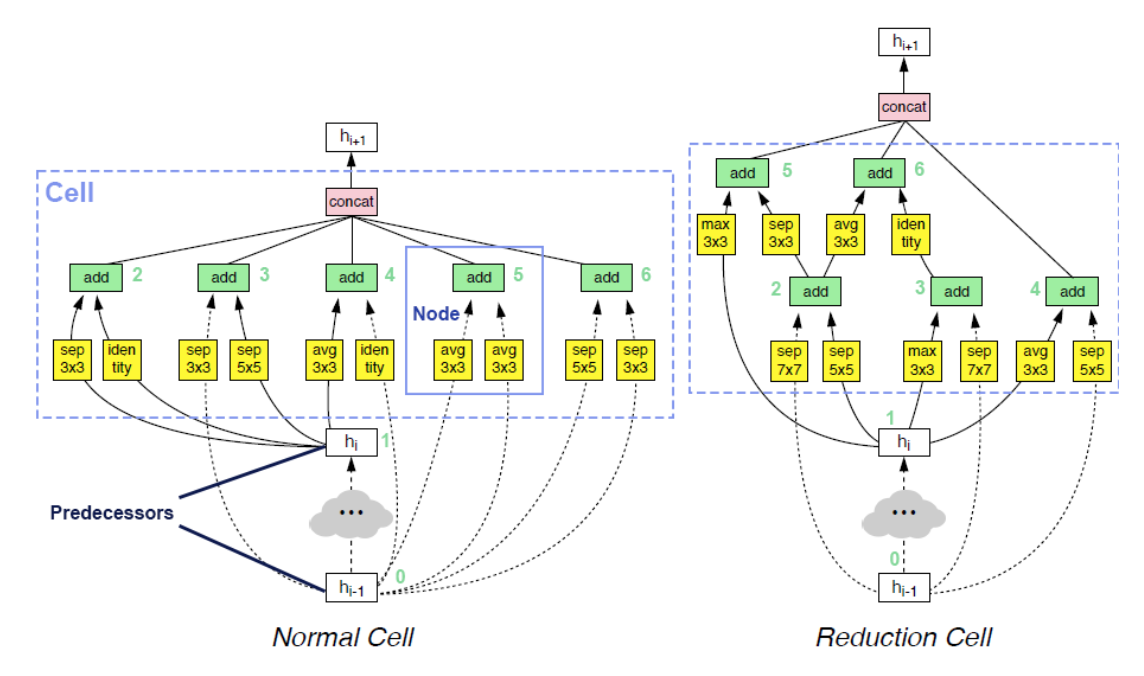 h_{i+1}
concat
Cell
add 2
add 3
add 4
add 5
add 6
Node
sep
3x3
iden
tity
sep
3x3
sep
5x5
avg
3x3
iden
tity
avg
3x3
avg
3x3
sep
5x5
sep
3x3
h_i
1
Predecessors
...
0
h_{i-1}
Normal Cell
h_{i+1}
concat
add 5
add 6
max
3x3
sep
3x3
avg
3x3
iden
tity
2 add
3 add
4 add
sep
7x7
sep
5x5
max
3x3
sep
7x7
avg
3x3
sep
5x5
1
h_i
...
0
h_{i-1}
Reduction Cell